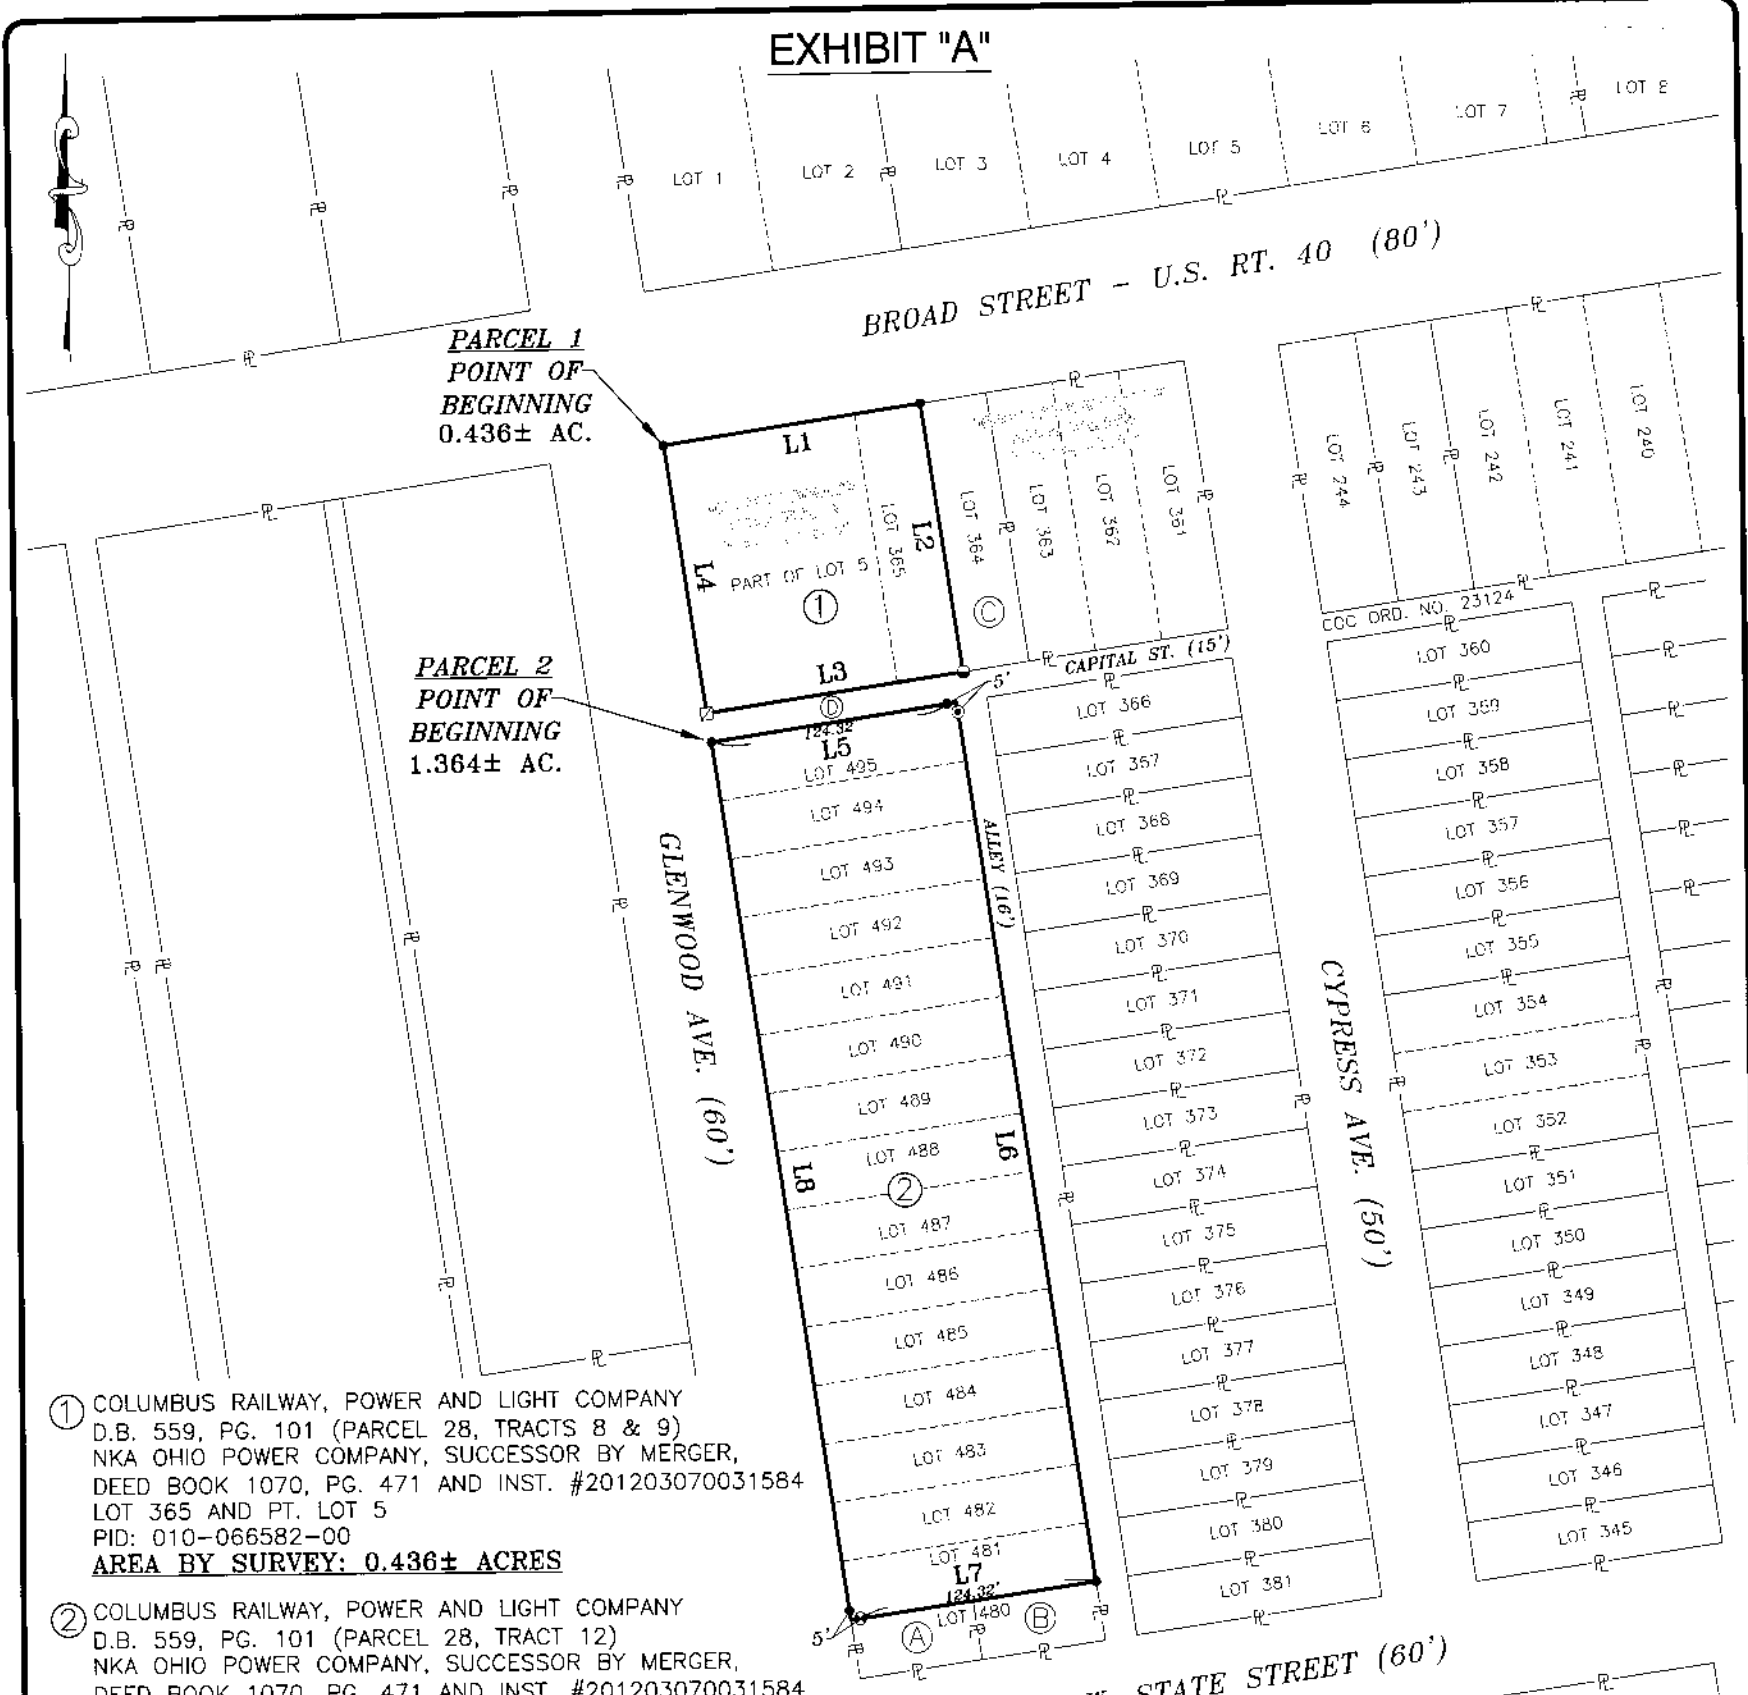 EXHIBIT "A"
LOT 1
LOT 2
LOT 3
LOT 4
LOT 5
LOT 6
LOT 7
LOT 8
BROAD STREET - U.S. RT. 40 (80')
PARCEL 1
POINT OF
BEGINNING
0.436± AC.
L1
L2
L3
L4
PART OF LOT 5
LOT 365
1
LOT 364
LOT 363
LOT 362
LOT 361
C
LOT 244
LOT 243
LOT 242
LOT 241
LOT 240
COC ORD. NO. 23124
CAPITAL ST. (15')
PARCEL 2
POINT OF
BEGINNING
1.364± AC.
D
5'
124.32'
L5
LOT 495
LOT 494
LOT 493
LOT 492
LOT 491
LOT 490
LOT 489
LOT 488
2
LOT 487
LOT 486
LOT 485
LOT 484
LOT 483
LOT 482
LOT 481
L6
L8
L7
124.32'
5'
LOT 480
A
B
GLENWOOD AVE. (60')
ALLEY (16')
LOT 366
LOT 367
LOT 368
LOT 369
LOT 370
LOT 371
LOT 372
LOT 373
LOT 374
LOT 375
LOT 376
LOT 377
LOT 378
LOT 379
LOT 380
LOT 381
CYPRESS AVE. (50')
LOT 360
LOT 359
LOT 358
LOT 357
LOT 356
LOT 355
LOT 354
LOT 353
LOT 352
LOT 351
LOT 350
LOT 349
LOT 348
LOT 347
LOT 346
LOT 345
STATE STREET (60')
1 COLUMBUS RAILWAY, POWER AND LIGHT COMPANY
D.B. 559, PG. 101 (PARCEL 28, TRACTS 8 & 9)
NKA OHIO POWER COMPANY, SUCCESSOR BY MERGER,
DEED BOOK 1070, PG. 471 AND INST. #201203070031584
LOT 365 AND PT. LOT 5
PID: 010-066582-00
AREA BY SURVEY: 0.436± ACRES
2 COLUMBUS RAILWAY, POWER AND LIGHT COMPANY
D.B. 559, PG. 101 (PARCEL 28, TRACT 12)
NKA OHIO POWER COMPANY, SUCCESSOR BY MERGER,
DEED BOOK 1070, PG. 471 AND INST. #201203070031584